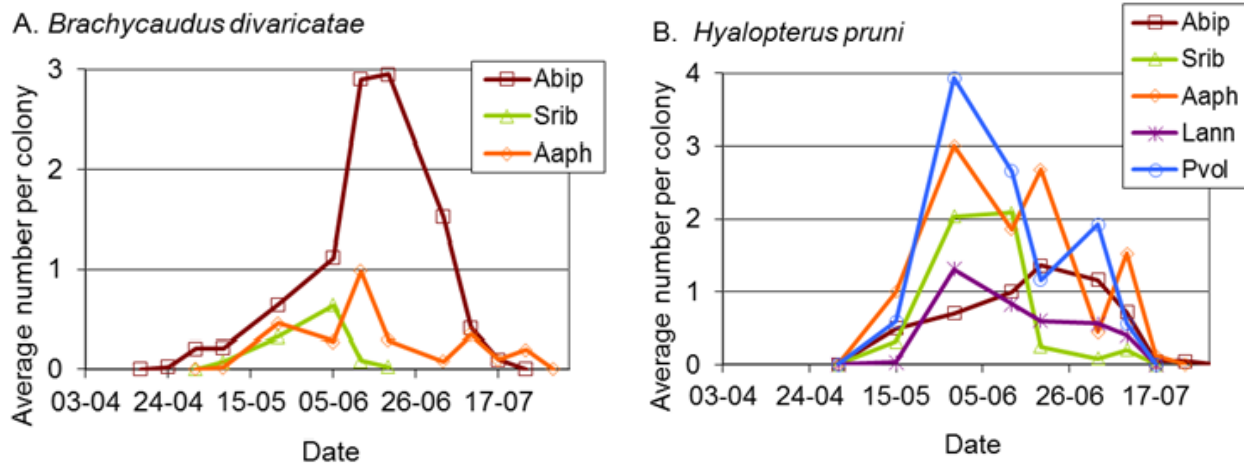 A. Brachycaudus divaricatae
Average number per colony
3
2
1
0
03-04 24-04 15-05 05-06 26-06 17-07
Date
Abip
Srib
Aaph
B. Hyalopterus pruni
Average number per colony
4
3
2
1
0
03-04 24-04 15-05 05-06 26-06 17-07
Date
Abip
Srib
Aaph
Lann
Pvol